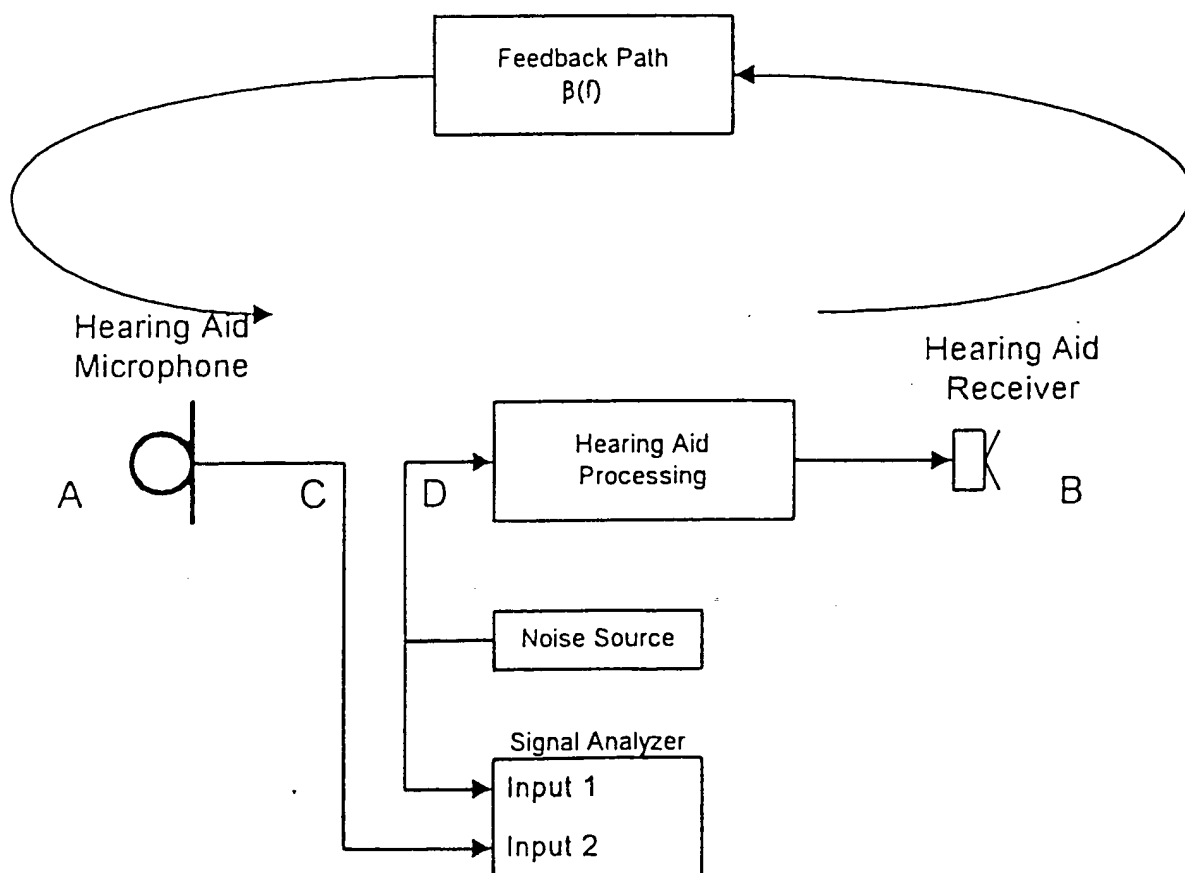 Feedback Path
β(f)
Hearing Aid
Microphone
Hearing Aid
Receiver
A
C
D
Hearing Aid
Processing
B
Noise Source
Signal Analyzer
Input 1
Input 2